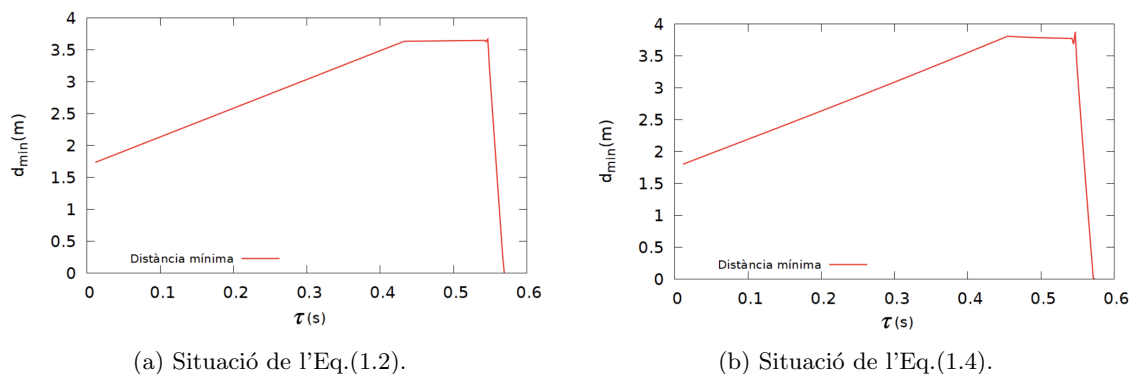 4
3.5
3
2.5
2
1.5
1
0.5
0
d_min(m)
Distància mínima
0 0.1 0.2 0.3 0.4 0.5 0.6
τ(s)
(a) Situació de l'Eq.(1.2).
4
3.5
3
2.5
2
1.5
1
0.5
0
d_min(m)
Distància mínima
0 0.1 0.2 0.3 0.4 0.5 0.6
τ(s)
(b) Situació de l'Eq.(1.4).